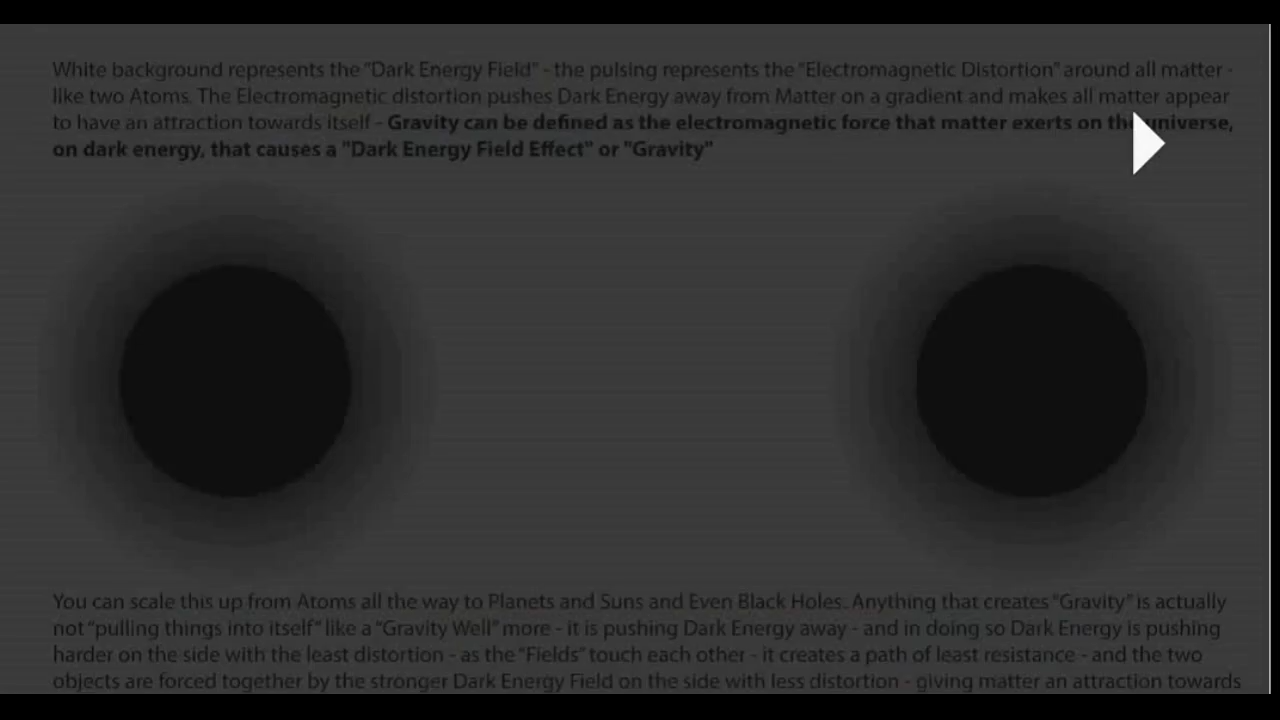 White background represents the "Dark Energy Field" - the pulsing represents the "Electromagnetic Distortion" around all matter -
like two Atoms. The Electromagnetic distortion pushes Dark Energy away from Matter on a gradient and makes all matter appear
to have an attraction towards itself - Gravity can be defined as the electromagnetic force that matter exerts on the universe,
on dark energy, that causes a "Dark Energy Field Effect" or "Gravity"
You can scale this up from Atoms all the way to Planets and Suns and Even Black Holes. Anything that creates "Gravity" is actually
not "pulling things into itself" like a "Gravity Well" more - it is pushing Dark Energy away - and in doing so Dark Energy is pushing
harder on the side with the least distortion - as the "Fields" touch each other - it creates a path of least resistance - and the two
objects are forced together by the stronger Dark Energy Field on the side with less distortion - giving matter an attraction towards